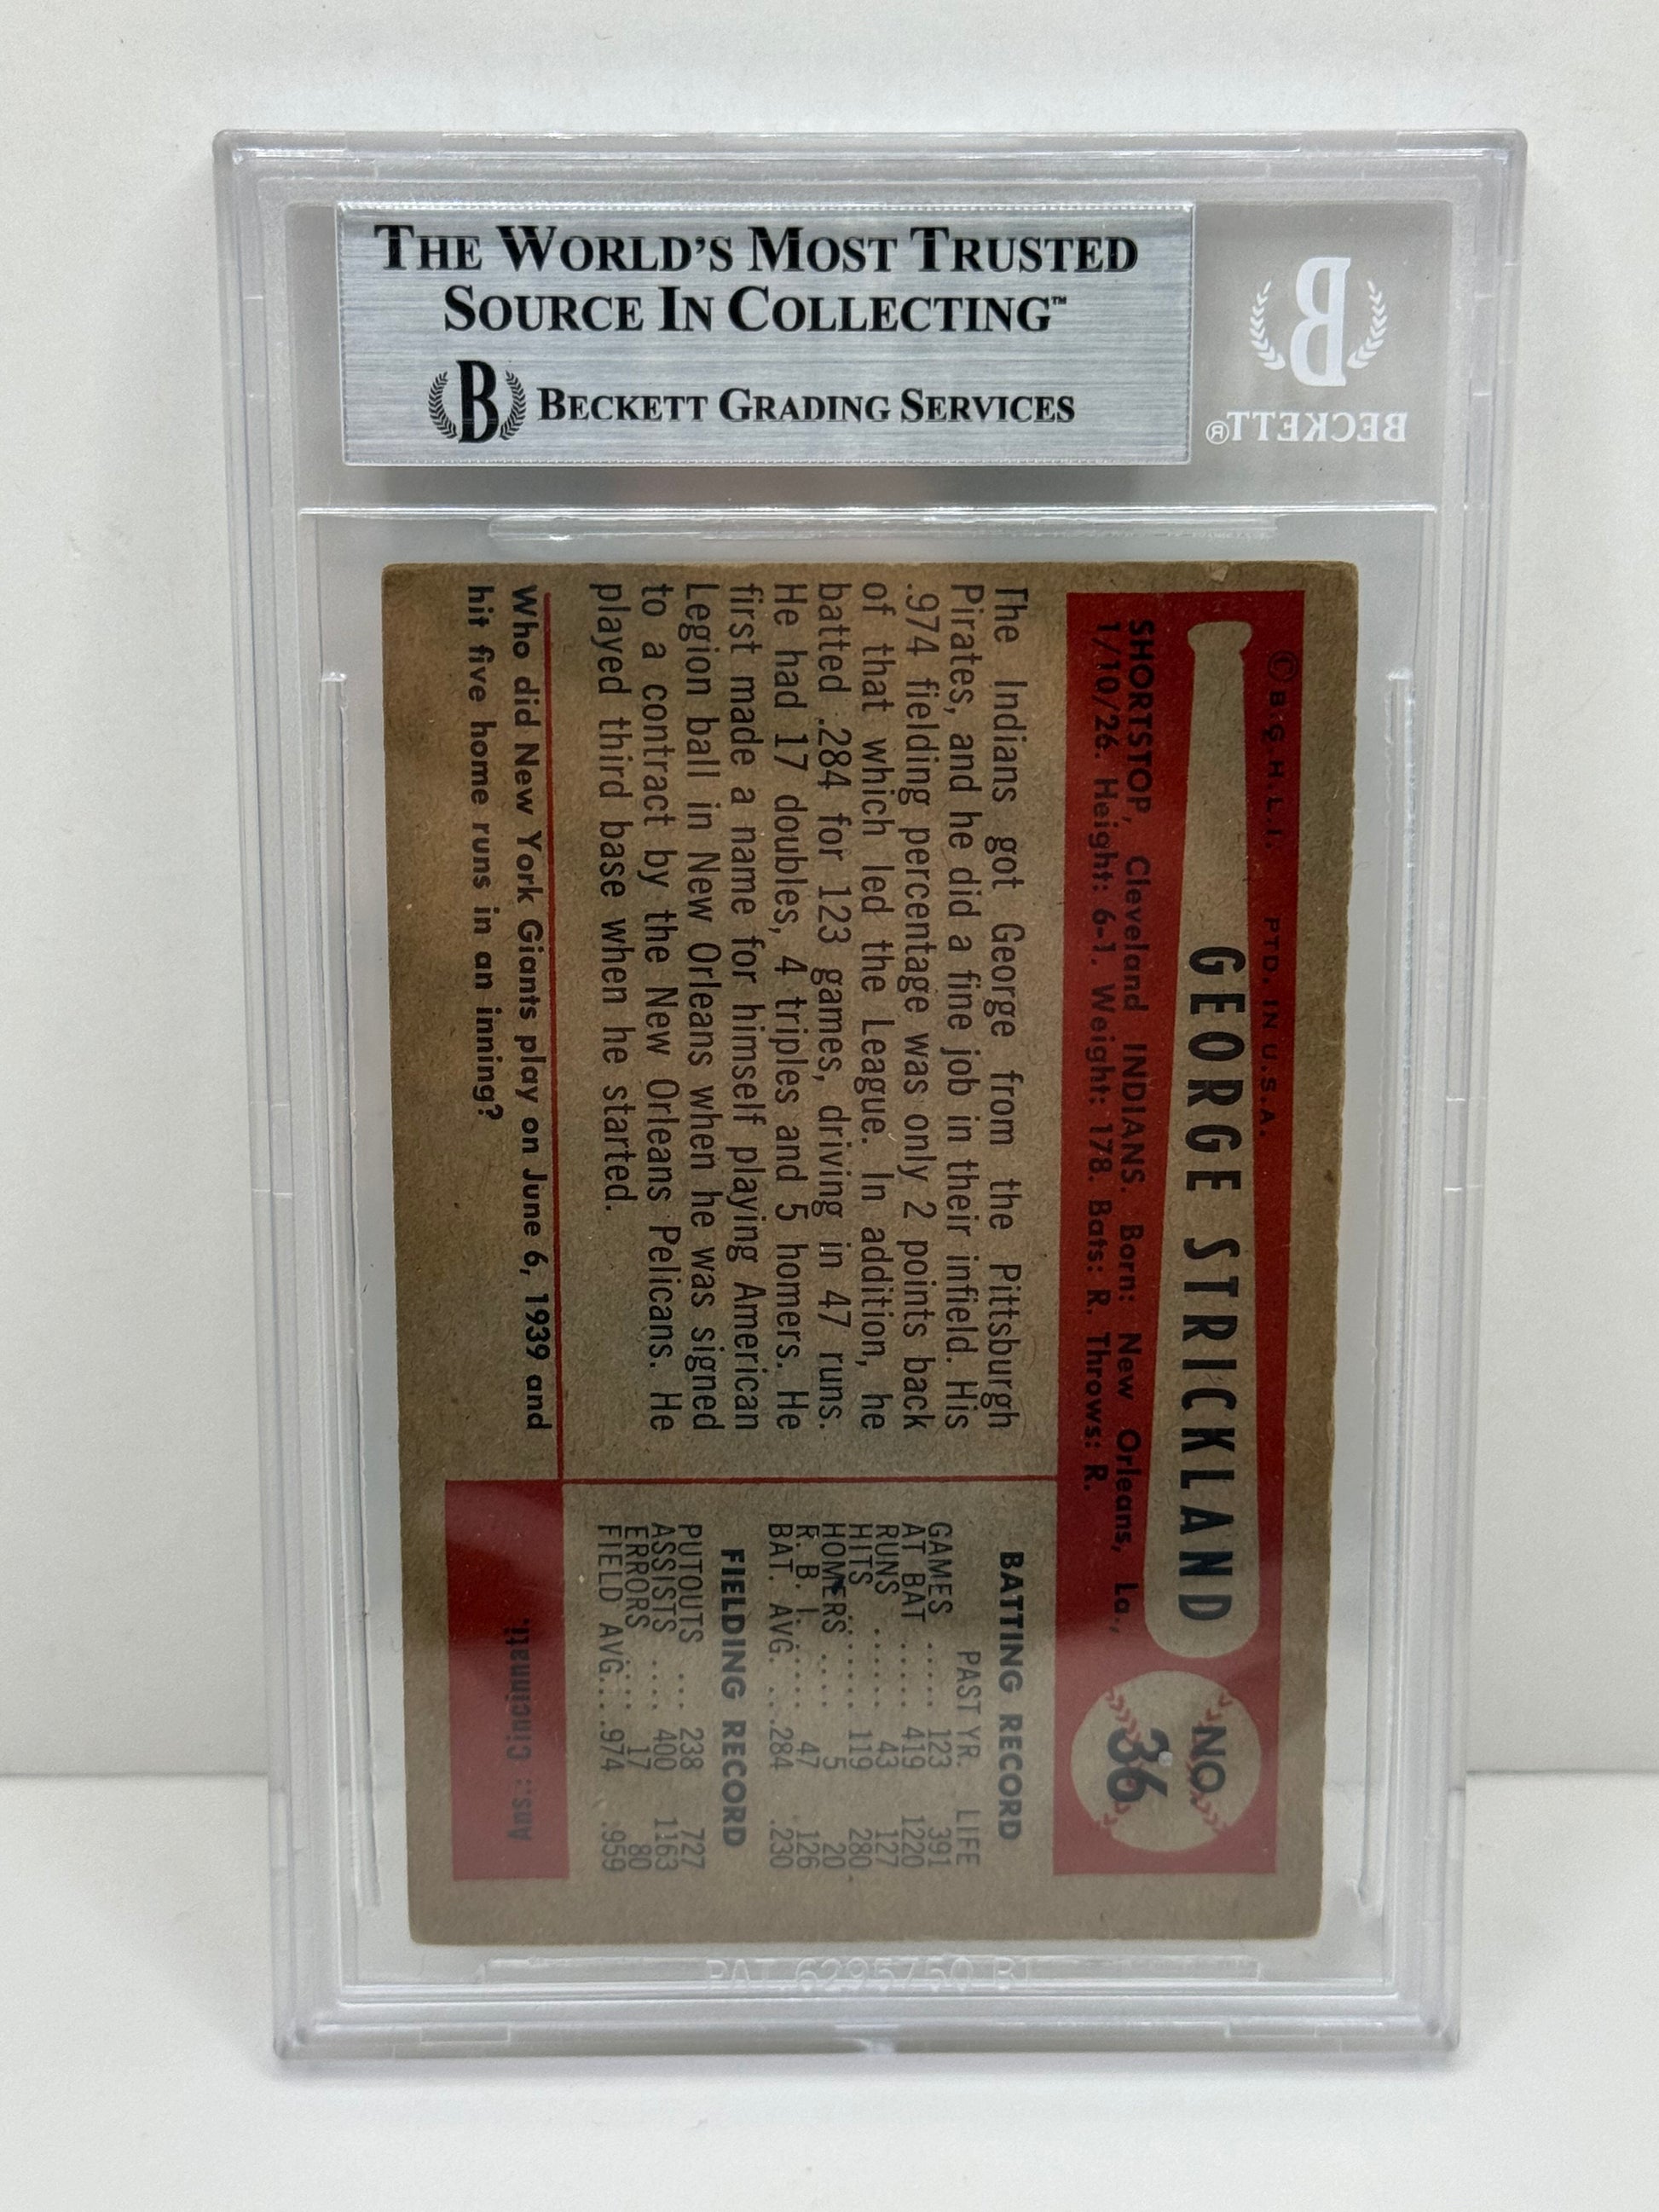 THE WORLD'S MOST TRUSTED
SOURCE IN COLLECTING™
B BECKETT GRADING SERVICES
B
BECKETT®
© B.G.H.L.I. PTD. IN U.S.A.
GEORGE STRICKLAND
NO.
36
SHORTSTOP, Cleveland INDIANS. Born: New Orleans, La.,
1/10/26. Height: 6-1. Weight: 178. Bats: R. Throws: R.
The Indians got George from the Pittsburgh
Pirates, and he did a fine job in their infield. His
.974 fielding percentage was only 2 points back
of that which led the League. In addition, he
batted .284 for 123 games, driving in 47 runs.
He had 17 doubles, 4 triples and 5 homers. He
first made a name for himself playing American
Legion ball in New Orleans when he was signed
to a contract by the New Orleans Pelicans. He
played third base when he started.
BATTING RECORD
PAST YR. LIFE
GAMES ..... 123 391
AT BAT ..... 419 1220
RUNS ...... 43 127
HITS ....... 119 280
HOMERS .... 5 20
R. B. I. ..... 47 126
BAT. AVG. ...284 .230
FIELDING RECORD
PUTOUTS ... 238 727
ASSISTS .... 400 1163
ERRORS .... 17 80
FIELD AVG....974 .959
Who did New York Giants play on June 6, 1939 and
hit five home runs in an inning?
Ans.: Cincinnati.
PAT. 6295750 B1